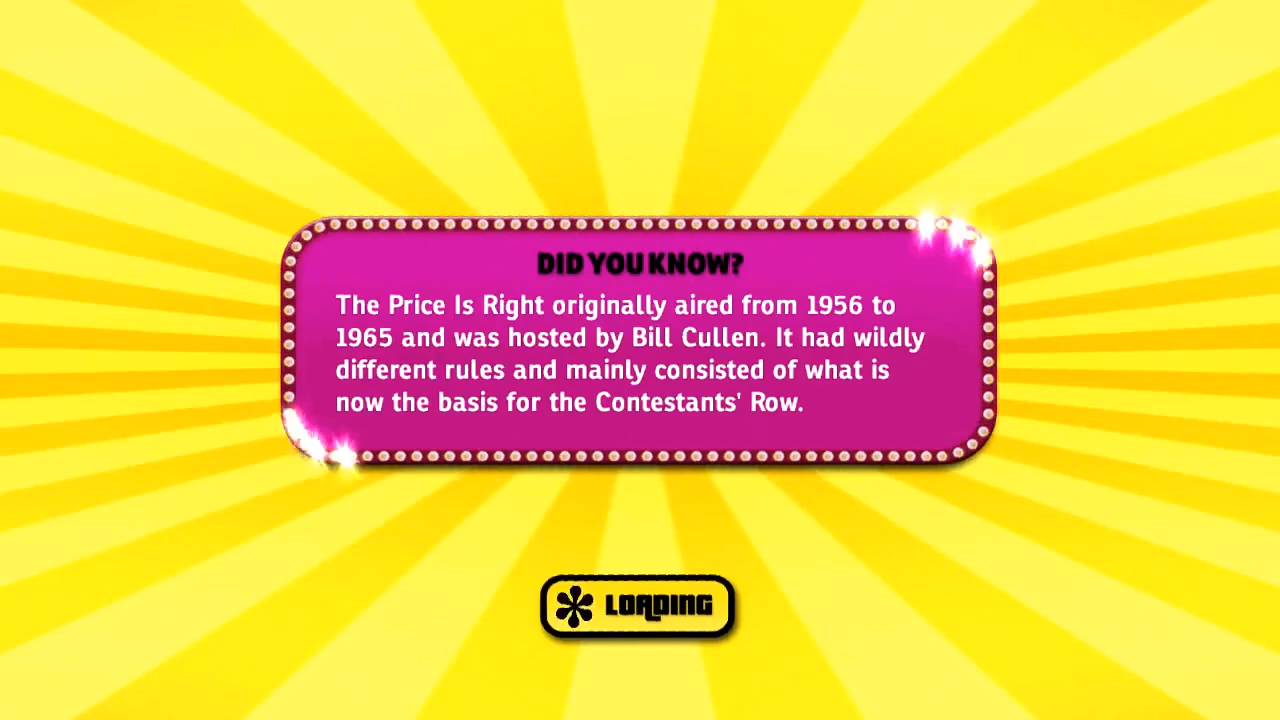 DID YOU KNOW?
The Price Is Right originally aired from 1956 to
1965 and was hosted by Bill Cullen. It had wildly
different rules and mainly consisted of what is
now the basis for the Contestants' Row.
LOADING